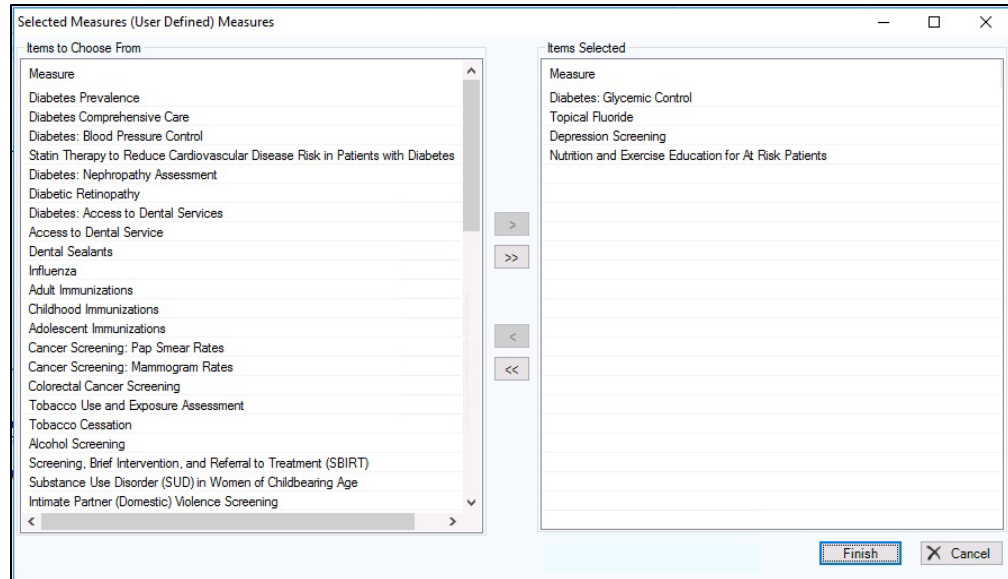 Selected Measures (User Defined) Measures
Items to Choose From
Measure
Diabetes Prevalence
Diabetes Comprehensive Care
Diabetes: Blood Pressure Control
Statin Therapy to Reduce Cardiovascular Disease Risk in Patients with Diabetes
Diabetes: Nephropathy Assessment
Diabetic Retinopathy
Diabetes: Access to Dental Services
Access to Dental Service
Dental Sealants
Influenza
Adult Immunizations
Childhood Immunizations
Adolescent Immunizations
Cancer Screening: Pap Smear Rates
Cancer Screening: Mammogram Rates
Colorectal Cancer Screening
Tobacco Use and Exposure Assessment
Tobacco Cessation
Alcohol Screening
Screening, Brief Intervention, and Referral to Treatment (SBIRT)
Substance Use Disorder (SUD) in Women of Childbearing Age
Intimate Partner (Domestic) Violence Screening
>
>>
<
<<
Items Selected
Measure
Diabetes: Glycemic Control
Topical Fluoride
Depression Screening
Nutrition and Exercise Education for At Risk Patients
Finish
Cancel